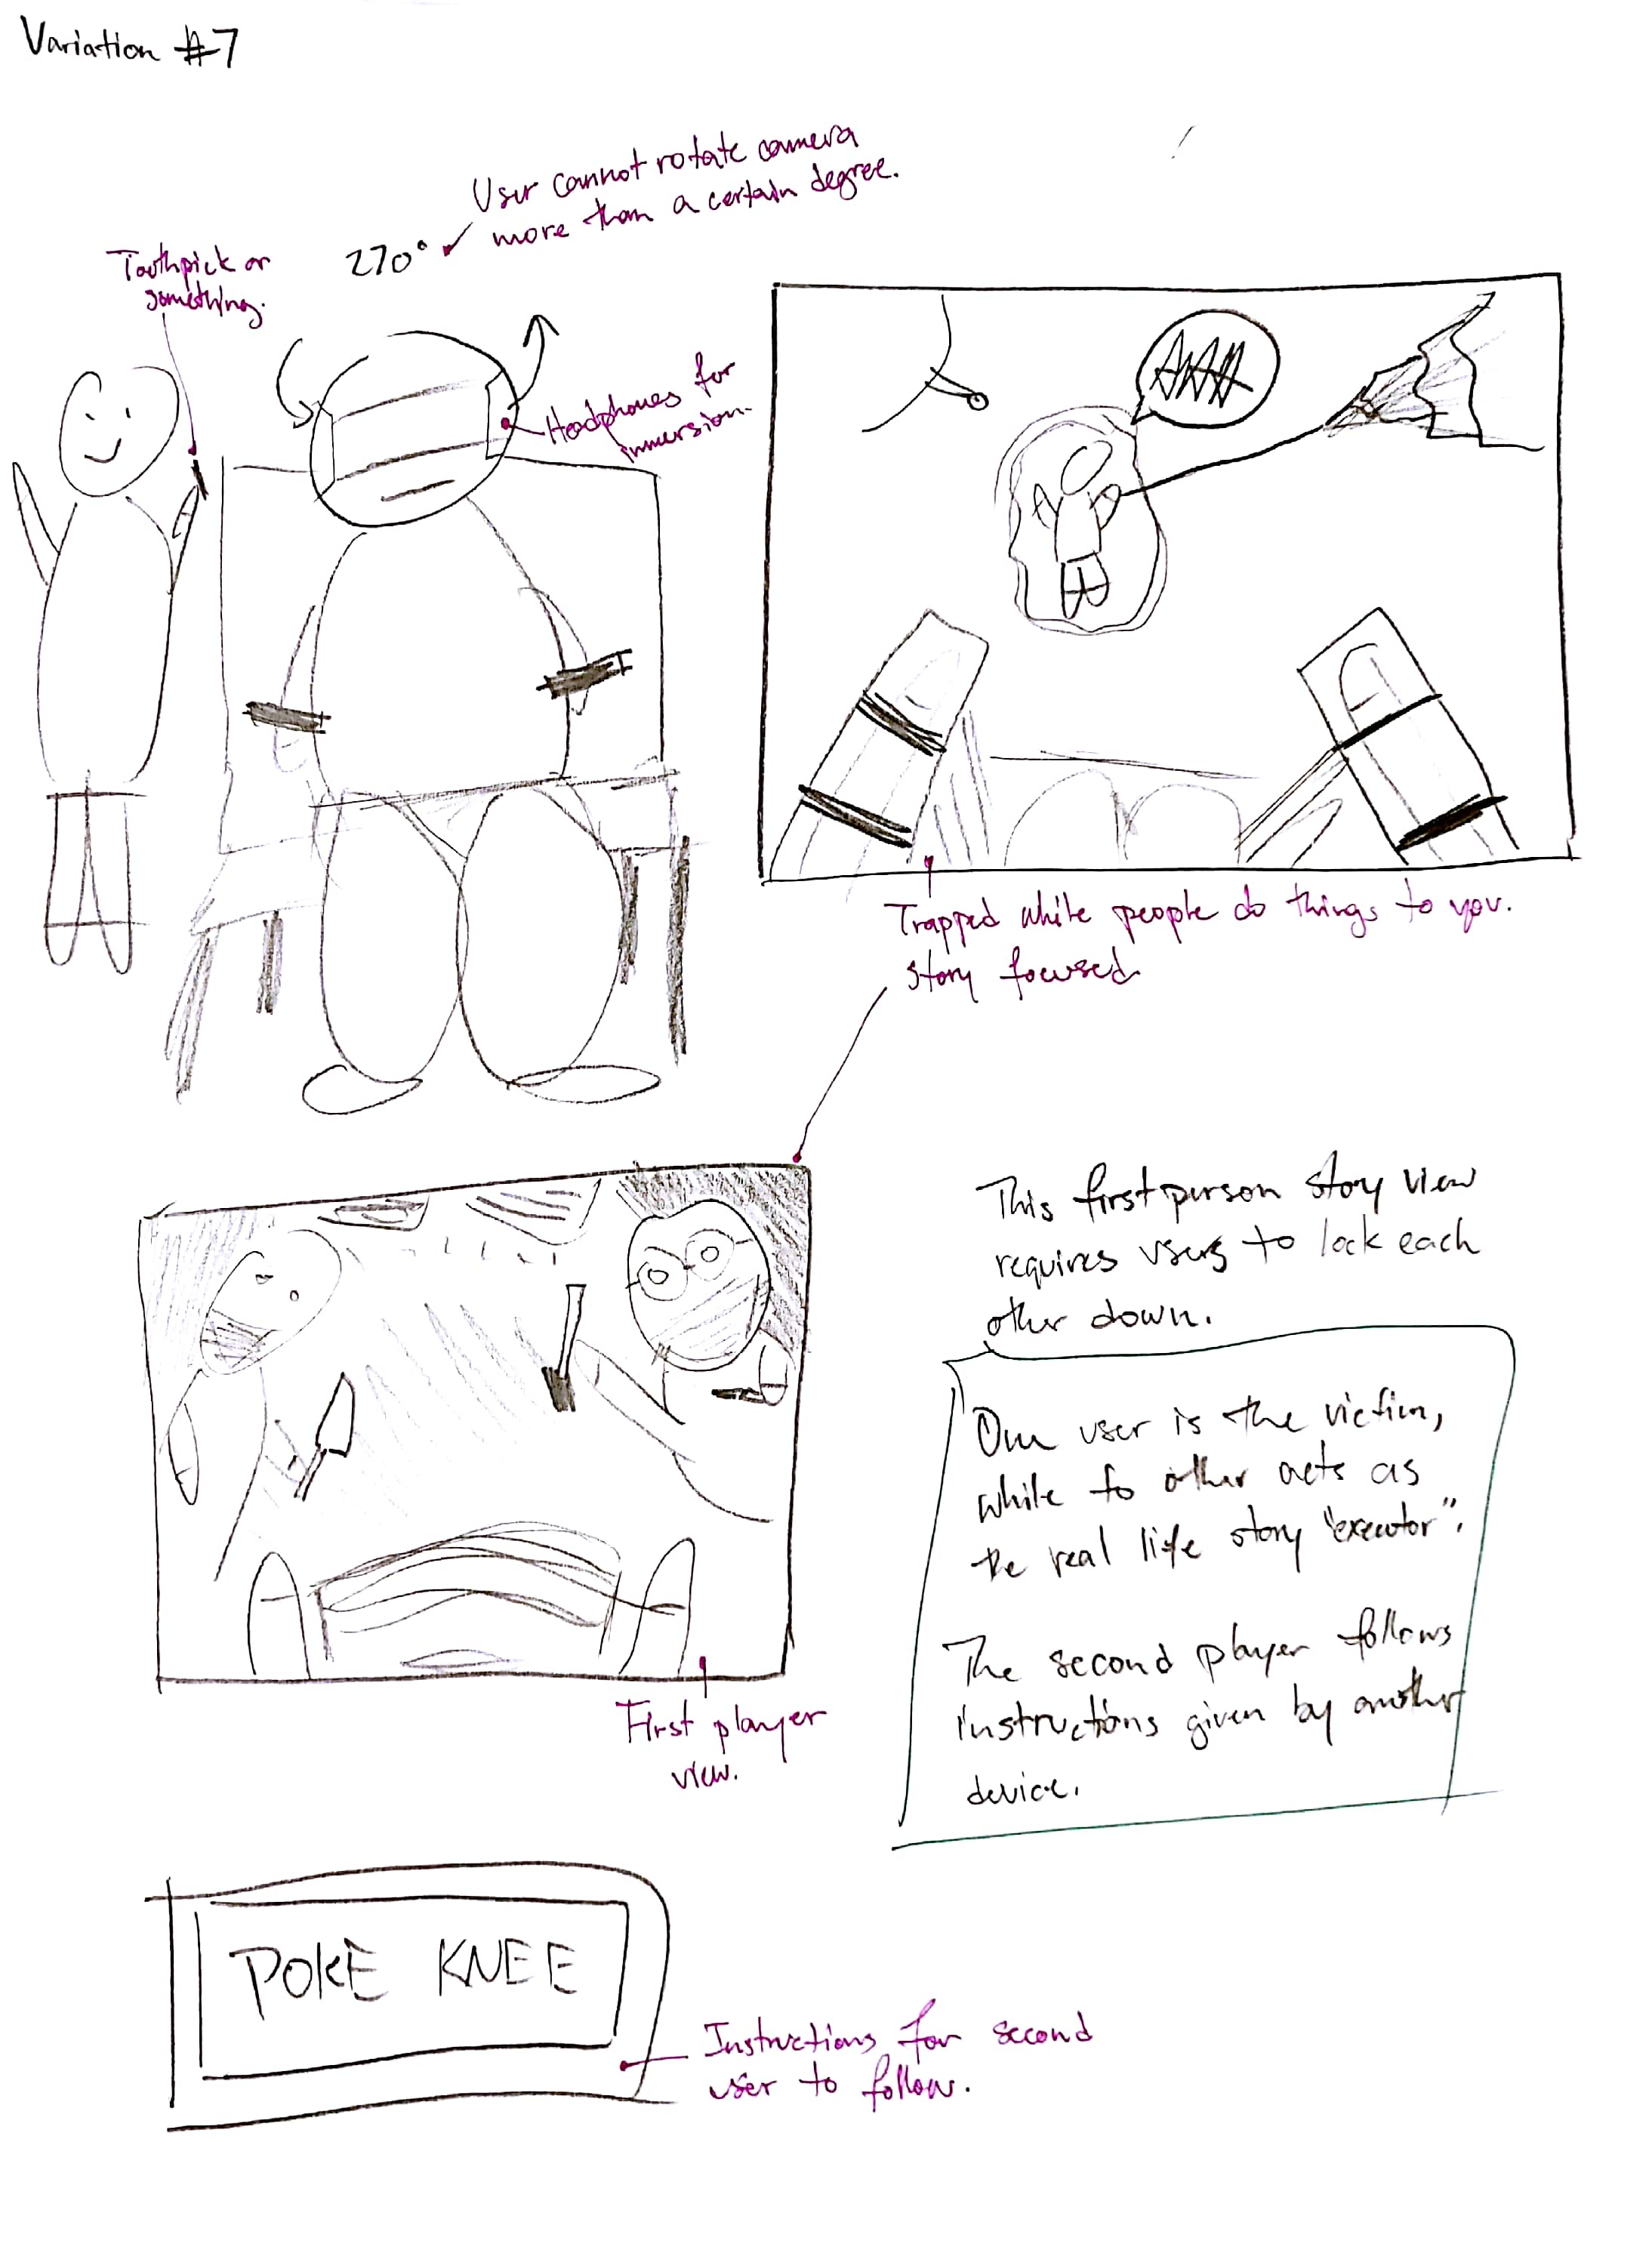 Variation #7
User cannot rotate camera
more than a certain degree.
270°
Toothpick or
something.
Headphones for
immersion.
AAAA
Trapped while people do things to you.
story focused
This first person story view
requires users to lock each
other down.
One user is the victim,
while to other acts as
the real life story "executor".
The second player follows
instructions given by another
device.
First player
view.
POKE KNEE
Instructions for second
user to follow.